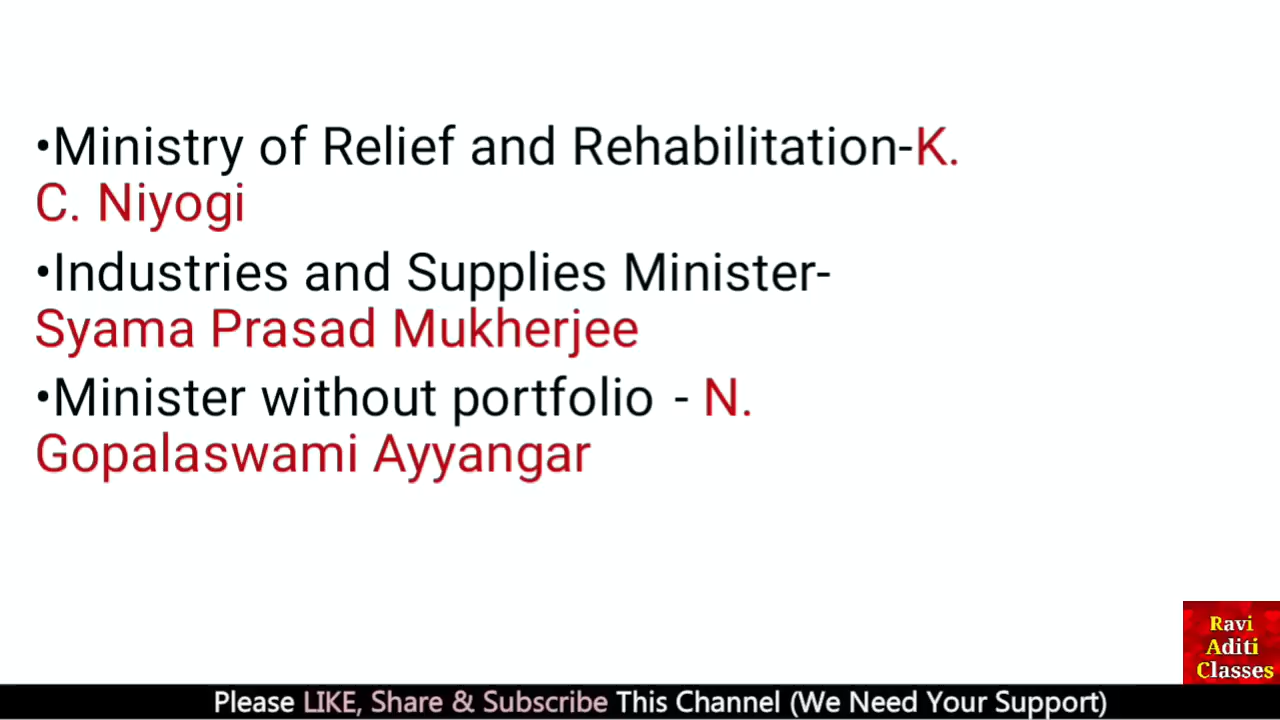 •Ministry of Relief and Rehabilitation-K.
C. Niyogi
•Industries and Supplies Minister-
Syama Prasad Mukherjee
•Minister without portfolio - N.
Gopalaswami Ayyangar
Ravi
Aditi
Classes
Please LIKE, Share & Subscribe This Channel (We Need Your Support)